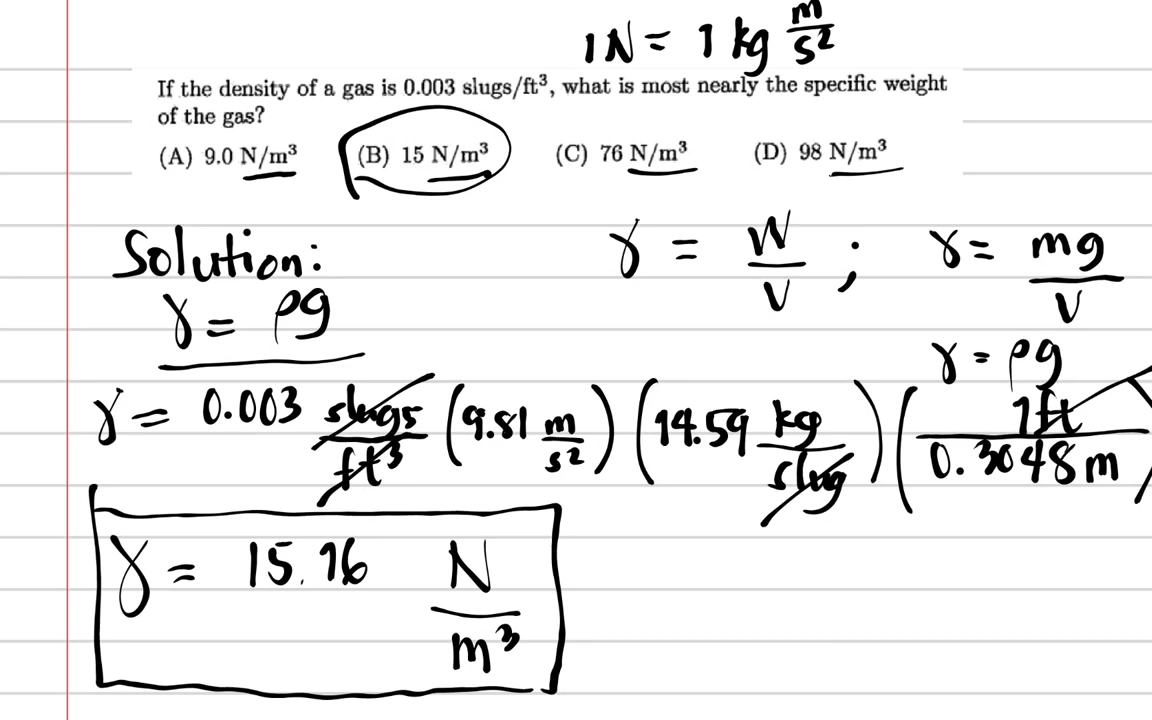 1N = 1 kg m/s²
If the density of a gas is 0.003 slugs/ft³, what is most nearly the specific weight
of the gas?
(A) 9.0 N/m³ (B) 15 N/m³ (C) 76 N/m³ (D) 98 N/m³
Solution: γ = W/V ; γ = mg/V
γ = ρg
γ = ρg
γ = 0.003 slugs/ft³ (9.81 m/s²) (14.59 kg/slug) (1ft/0.3048m
γ = 15.16 N/m³